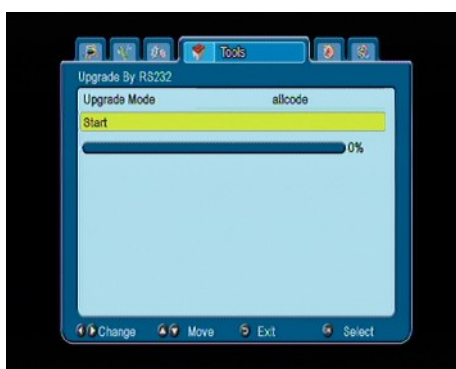 Tools
Upgrade By RS232
Upgrade Mode allcode
Start
0%
Change Move Exit Select